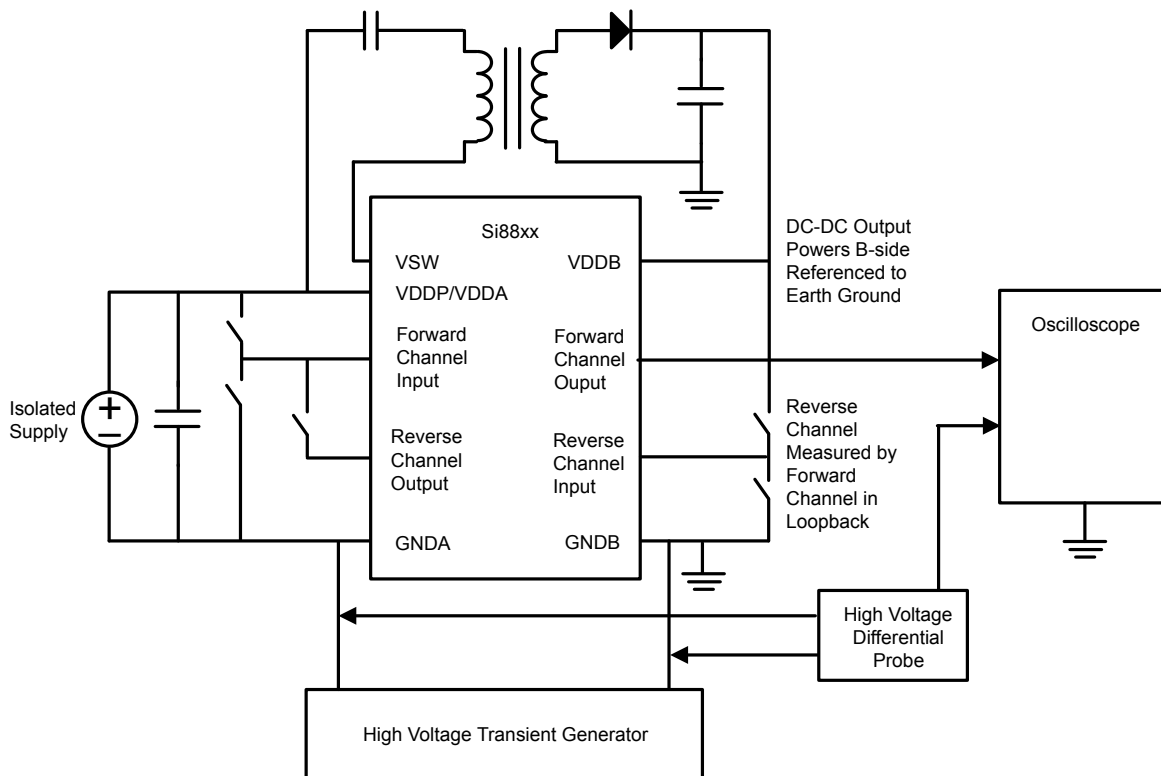 Si88xx
VSW
VDDB
VDDP/VDDA
Forward
Channel
Input
Forward
Channel
Ouput
Reverse
Channel
Output
Reverse
Channel
Input
GNDA
GNDB
Isolated
Supply
+
−
DC-DC Output
Powers B-side
Referenced to
Earth Ground
Oscilloscope
Reverse
Channel
Measured by
Forward
Channel in
Loopback
High Voltage
Differential
Probe
High Voltage Transient Generator